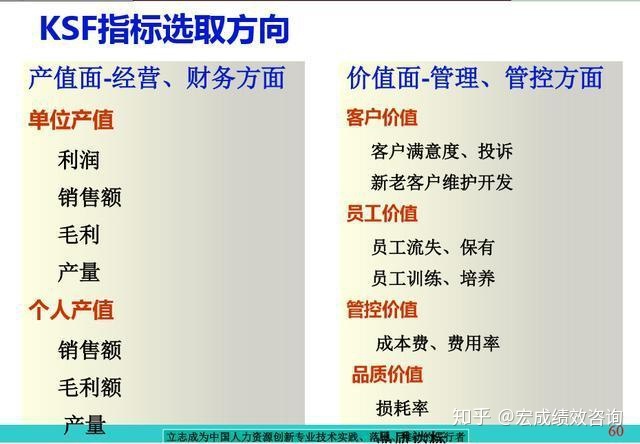 KSF指标选取方向
产值面-经营、财务方面
单位产值
利润
销售额
毛利
产量
个人产值
销售额
毛利额
产量
价值面-管理、管控方面
客户价值
客户满意度、投诉
新老客户维护开发
员工价值
员工流失、保有
员工训练、培养
管控价值
成本费、费用率
品质价值
损耗率
立志成为中国人力资源创新专业技术实践、落
行者
60
知乎 @宏成绩效咨询